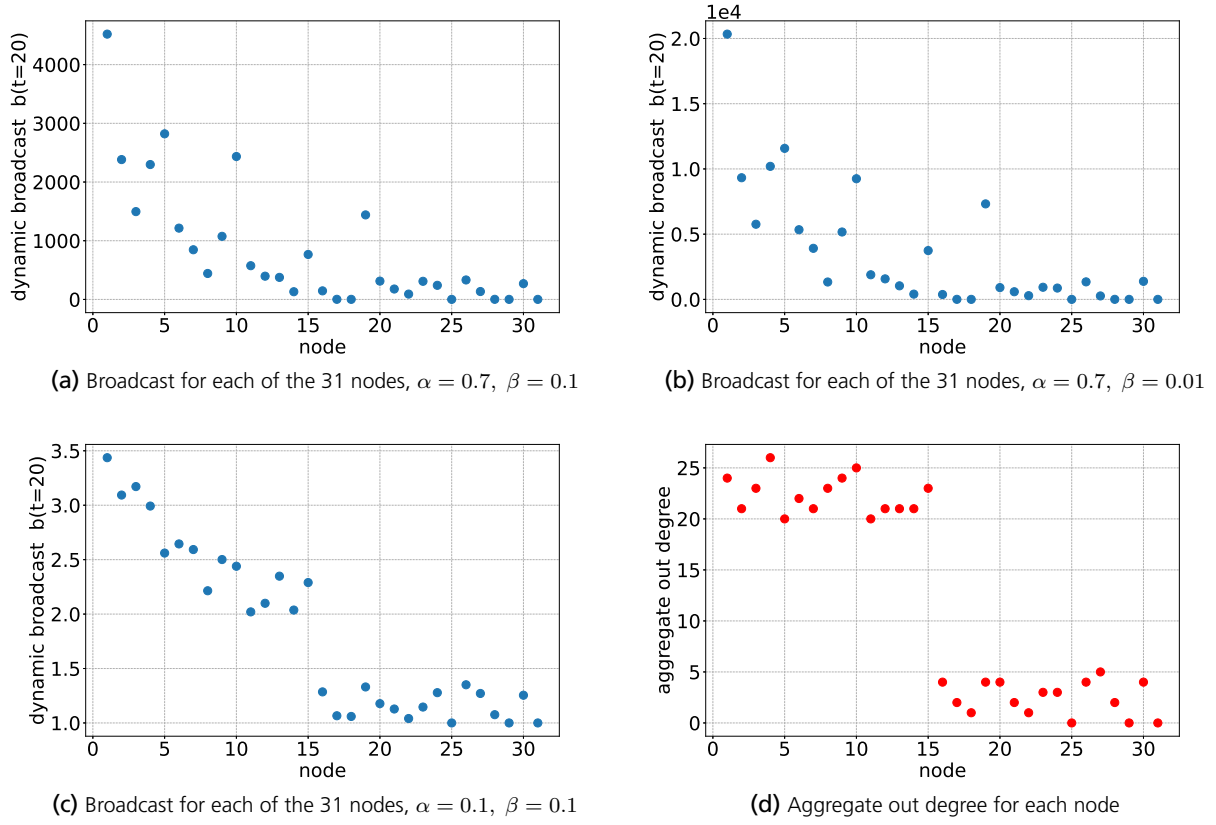 dynamic broadcast b(t=20)
4000
3000
2000
1000
0
0 5 10 15 20 25 30
node
(a) Broadcast for each of the 31 nodes, α = 0.7, β = 0.1
1e4
dynamic broadcast b(t=20)
2.0
1.5
1.0
0.5
0.0
0 5 10 15 20 25 30
node
(b) Broadcast for each of the 31 nodes, α = 0.7, β = 0.01
dynamic broadcast b(t=20)
3.5
3.0
2.5
2.0
1.5
1.0
0 5 10 15 20 25 30
node
(c) Broadcast for each of the 31 nodes, α = 0.1, β = 0.1
aggregate out degree
25
20
15
10
5
0
0 5 10 15 20 25 30
node
(d) Aggregate out degree for each node